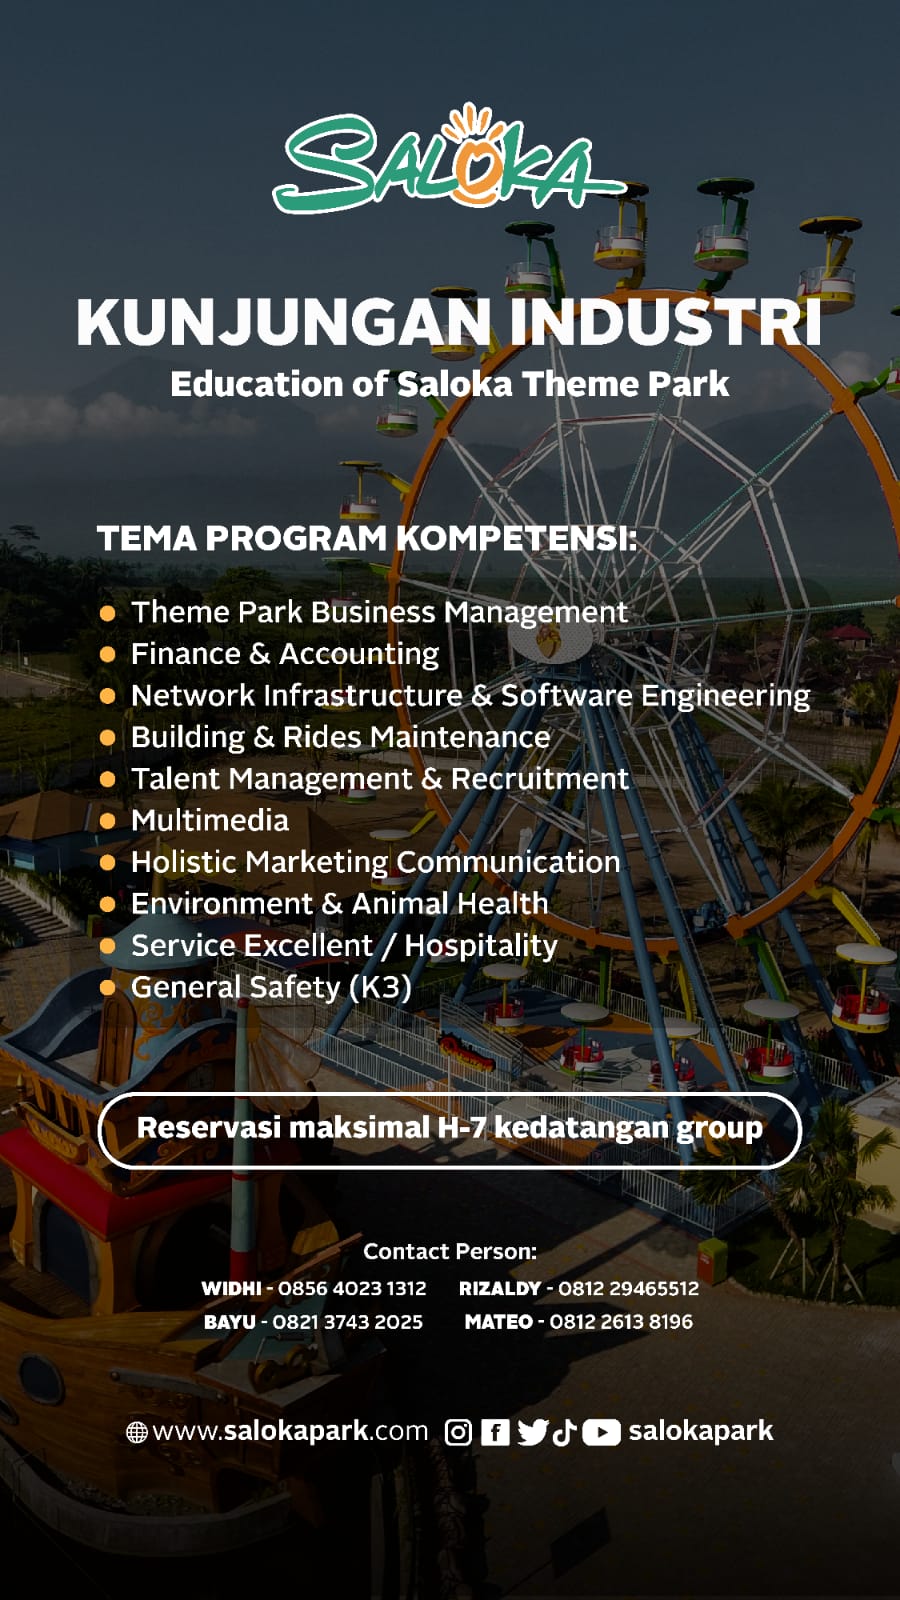 SALOKA
KUNJUNGAN INDUSTRI
Education of Saloka Theme Park
TEMA PROGRAM KOMPETENSI:
Theme Park Business Management
Finance & Accounting
Network Infrastructure & Software Engineering
Building & Rides Maintenance
Talent Management & Recruitment
Multimedia
Holistic Marketing Communication
Environment & Animal Health
Service Excellent / Hospitality
General Safety (K3)
Reservasi maksimal H-7 kedatangan group
Contact Person:
WIDHI - 0856 4023 1312 RIZALDY - 0812 29465512
BAYU - 0821 3743 2025 MATEO - 0812 2613 8196
www.salokapark.com salokapark